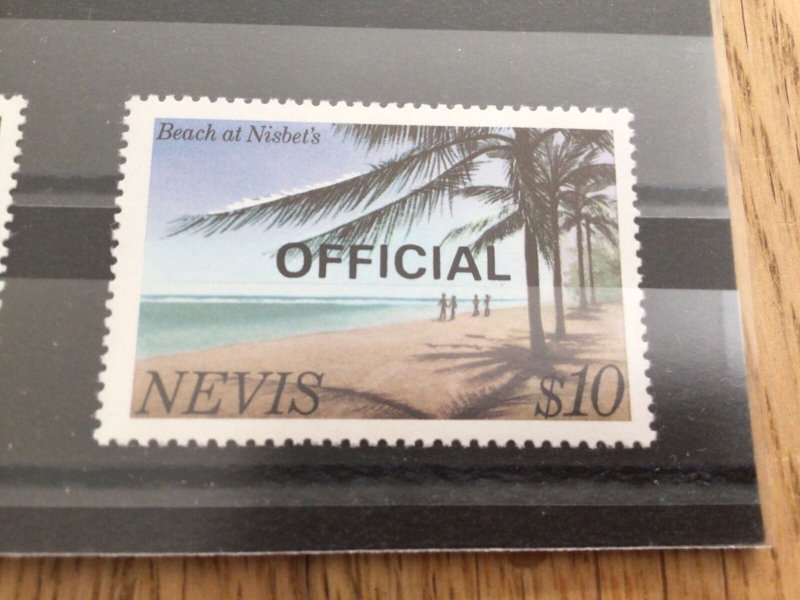 Beach at Nisbet's
OFFICIAL
NEVIS $10